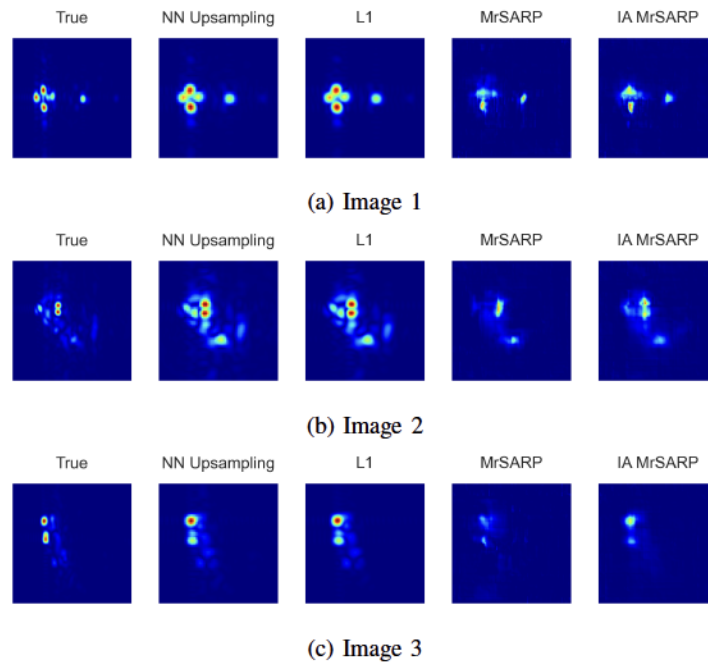 True NN Upsampling L1 MrSARP IA MrSARP
(a) Image 1
True NN Upsampling L1 MrSARP IA MrSARP
(b) Image 2
True NN Upsampling L1 MrSARP IA MrSARP
(c) Image 3